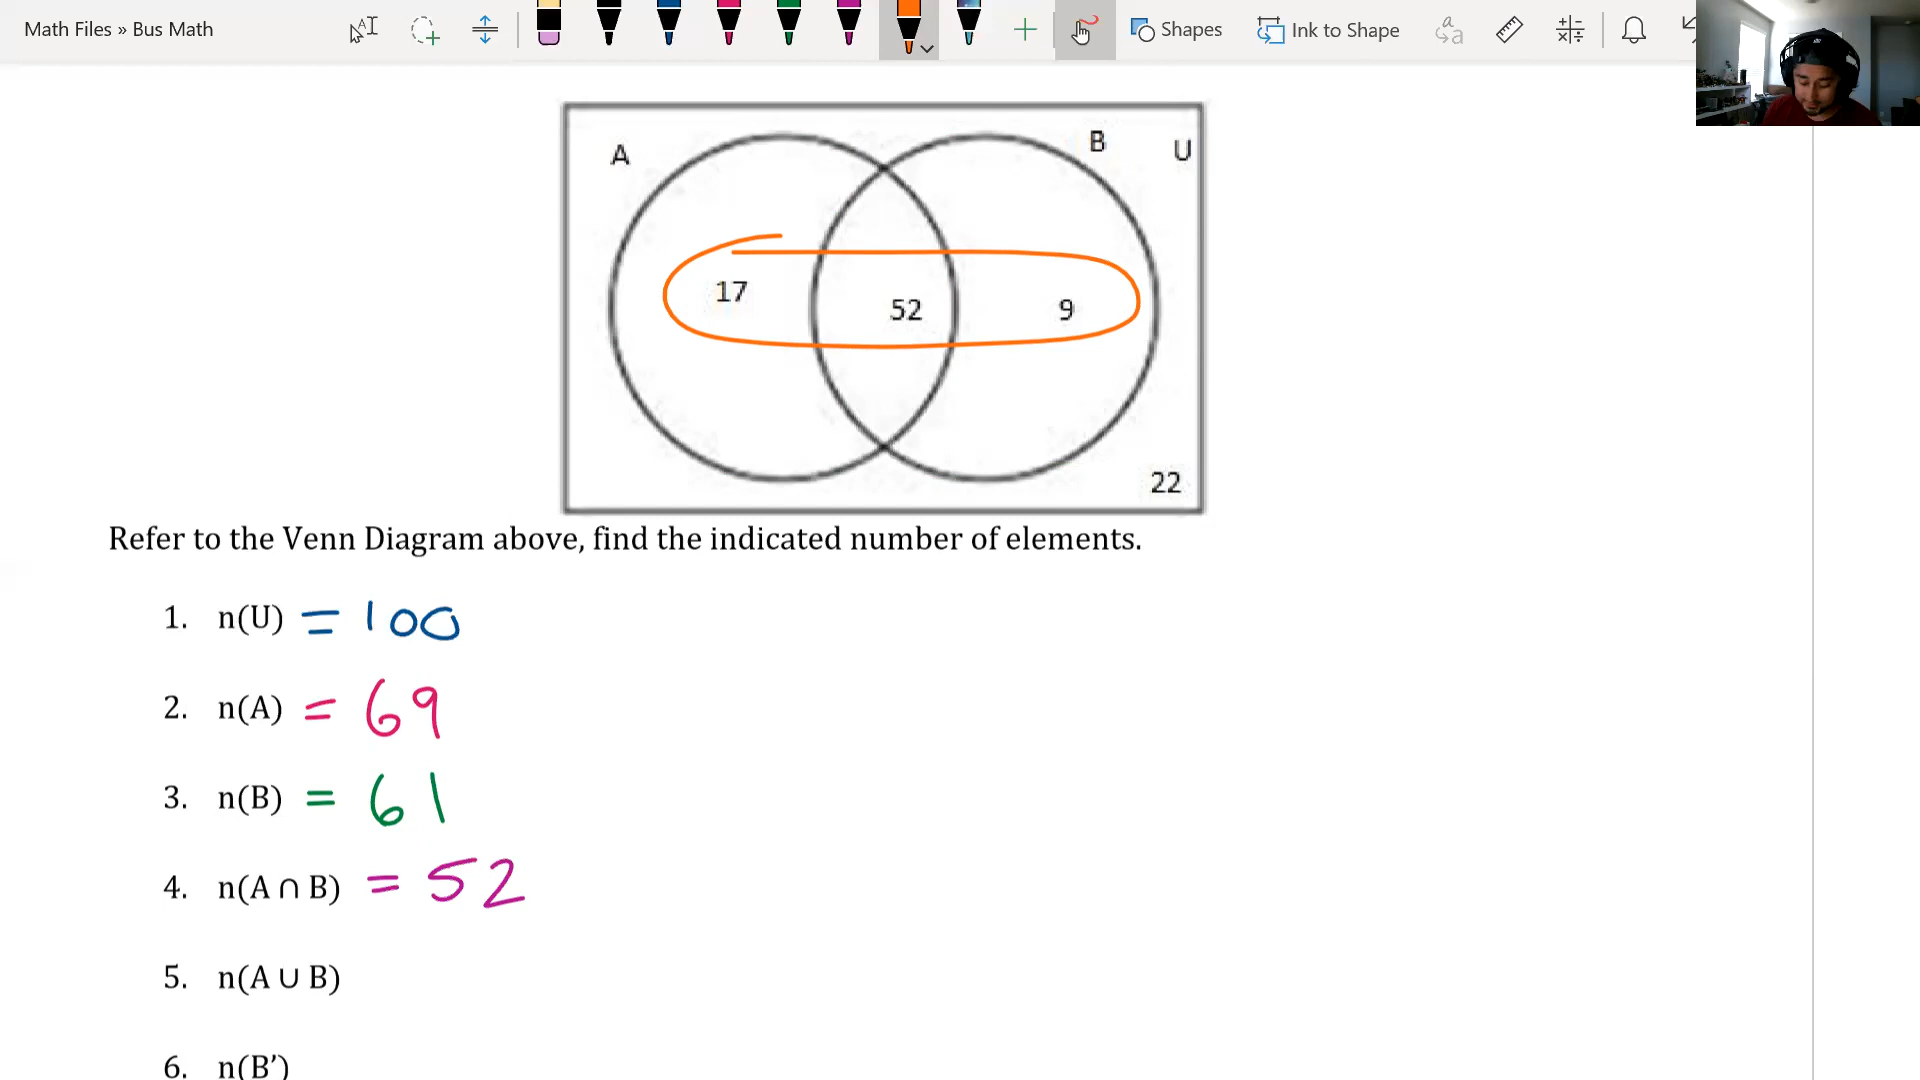 Math Files » Bus Math
Shapes
Ink to Shape
A
B
U
17
52
9
22
Refer to the Venn Diagram above, find the indicated number of elements.
1. n(U) = 100
2. n(A) = 69
3. n(B) = 61
4. n(A ∩ B) = 52
5. n(A ∪ B)
6. n(B’)